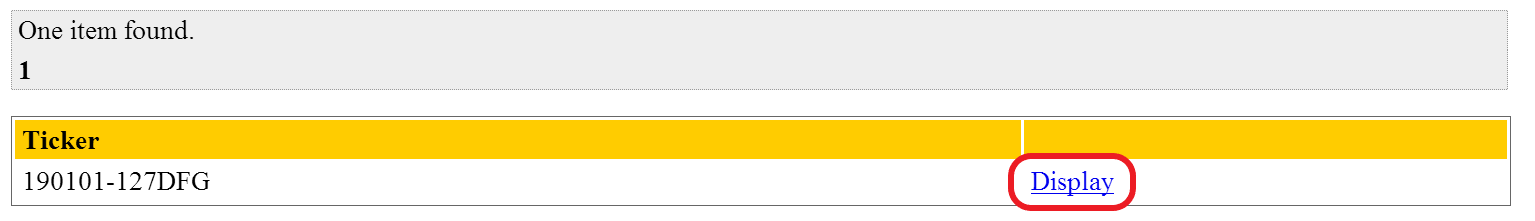 One item found.
1
Ticker
190101-127DFG Display